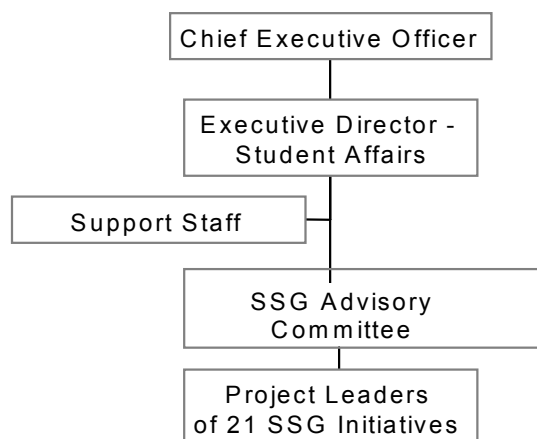 Chief Executive Officer
Executive Director -
Student Affairs
Support Staff
SSG Advisory
Committee
Project Leaders
of 21 SSG Initiatives